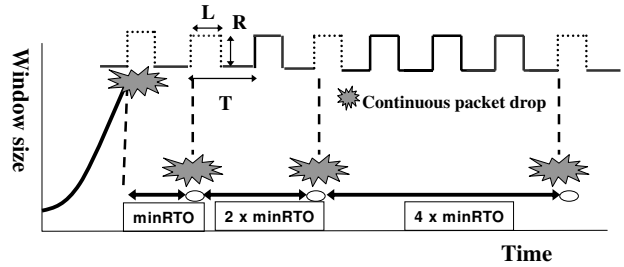 L
R
T
Continuous packet drop
Window size
minRTO
2 x minRTO
4 x minRTO
Time